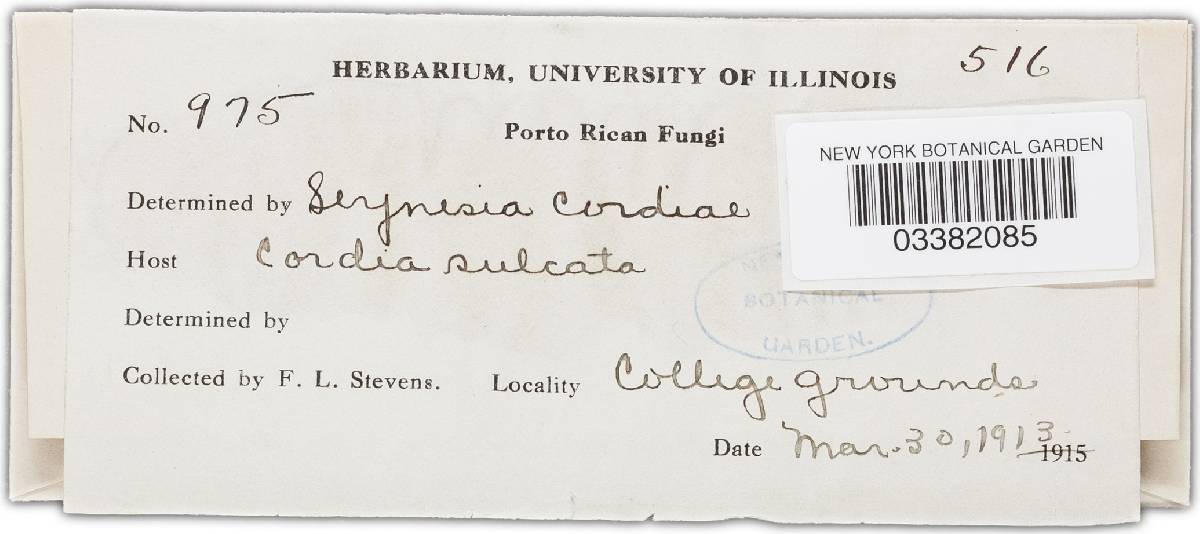 516
HERBARIUM, UNIVERSITY OF ILLINOIS
No. 975
Porto Rican Fungi
NEW YORK BOTANICAL GARDEN
03382085
Determined by Seynesia Cordiae
Host Cordia sulcata
BOTANICAL
GARDEN.
Determined by
Collected by F. L. Stevens. Locality College grounds
Date Mar. 30, 1913 1915